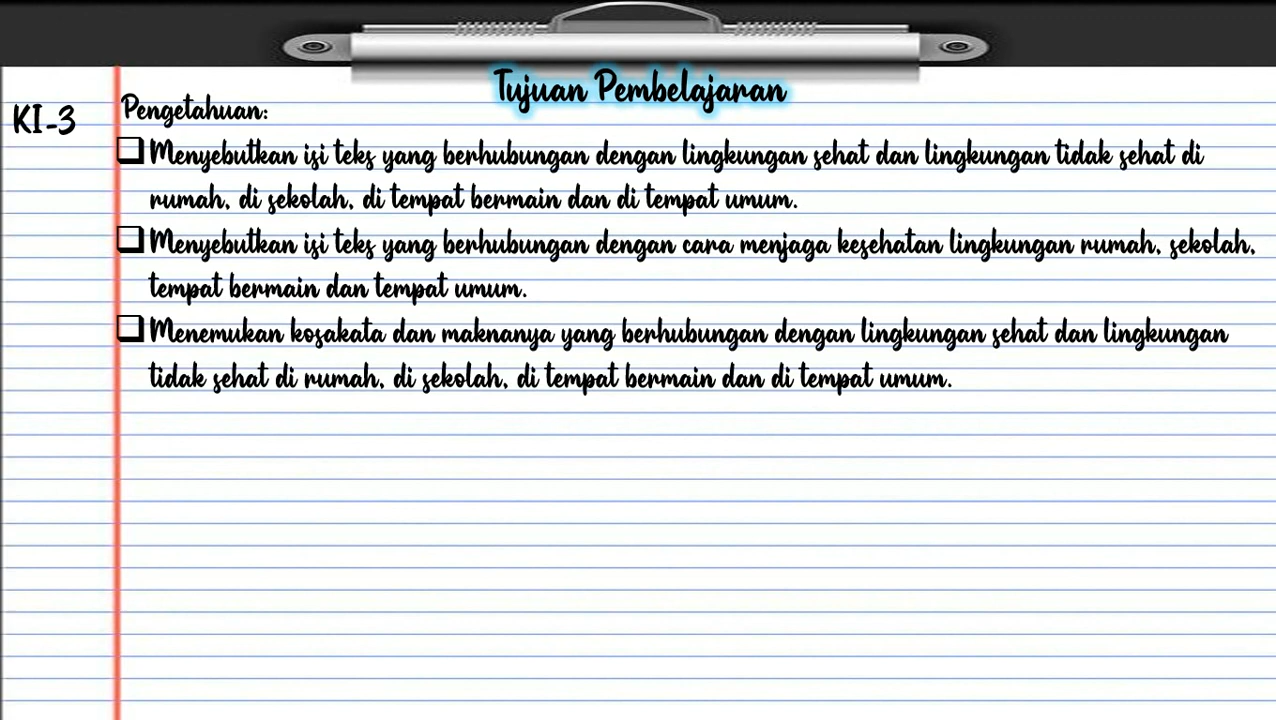 Tujuan Pembelajaran
KI-3
Pengetahuan:
❑ Menyebutkan isi teks yang berhubungan dengan lingkungan sehat dan lingkungan tidak sehat di
rumah, di sekolah, di tempat bermain dan di tempat umum.
❑ Menyebutkan isi teks yang berhubungan dengan cara menjaga kesehatan lingkungan rumah, sekolah,
tempat bermain dan tempat umum.
❑ Menemukan kosakata dan maknanya yang berhubungan dengan lingkungan sehat dan lingkungan
tidak sehat di rumah, di sekolah, di tempat bermain dan di tempat umum.